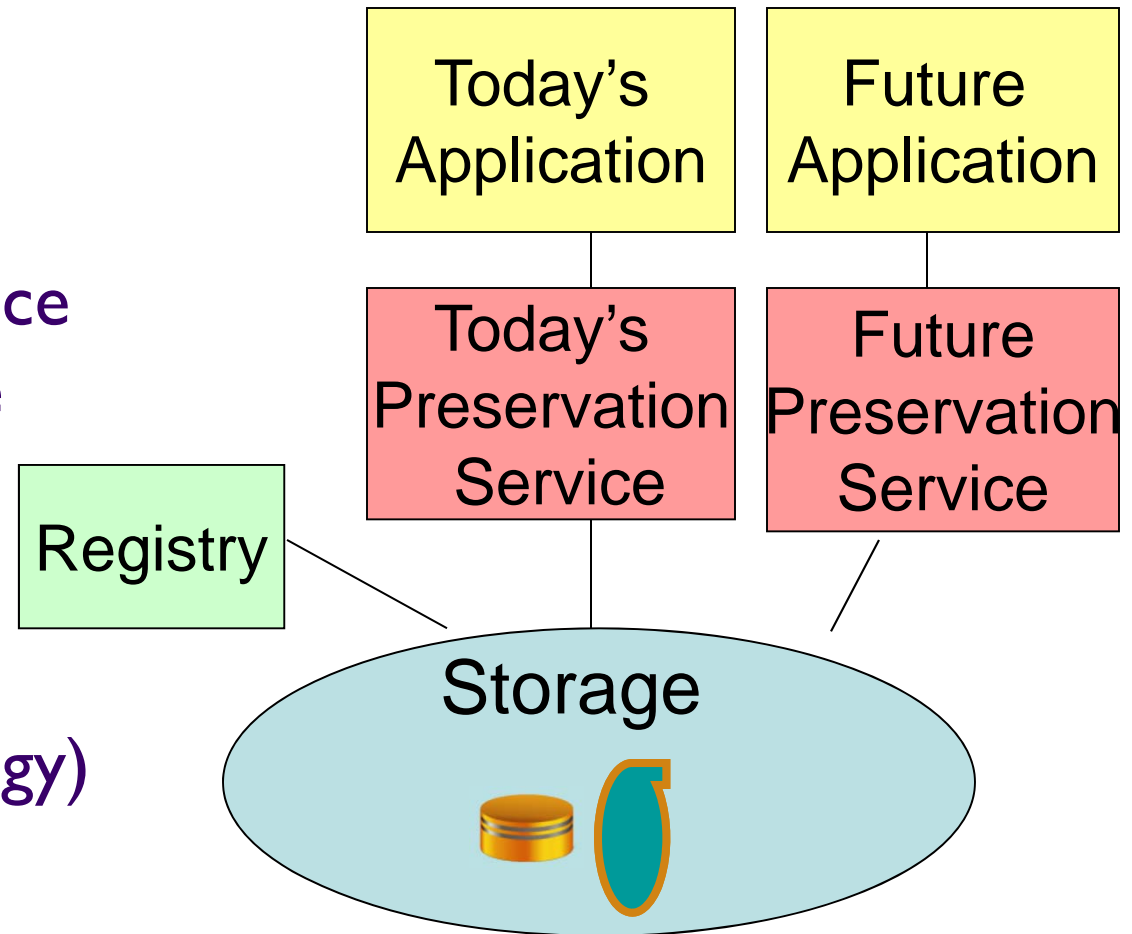 Today's
Application
Future
Application
ce
Today's
Preservation
Service
Future
Preservation
Service
Registry
Storage
gy)